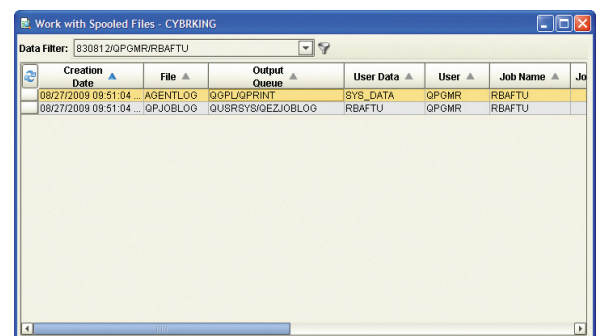 Work with Spooled Files - CYBRKING
Data Filter: 830812/QPGMR/RBAFTU
Creation Date File Output Queue User Data User Job Name Jo
08/27/2009 09:51:04 ... AGENTLOG QGPL/QPRINT SYS_DATA QPGMR RBAFTU
08/27/2009 09:51:04 ... QPJOBLOG QUSRSYS/QEZJOBLOG RBAFTU QPGMR RBAFTU